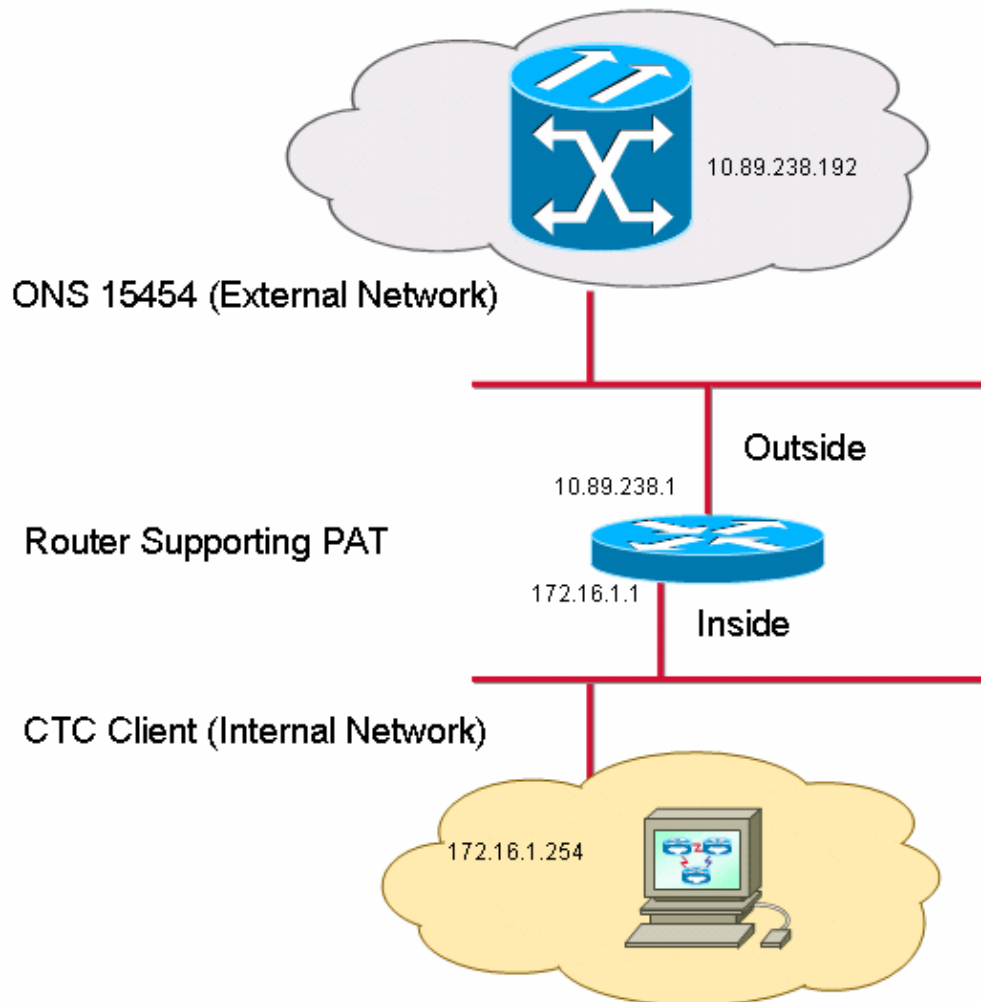 10.89.238.192
ONS 15454 (External Network)
Outside
10.89.238.1
Router Supporting PAT
172.16.1.1
Inside
CTC Client (Internal Network)
172.16.1.254